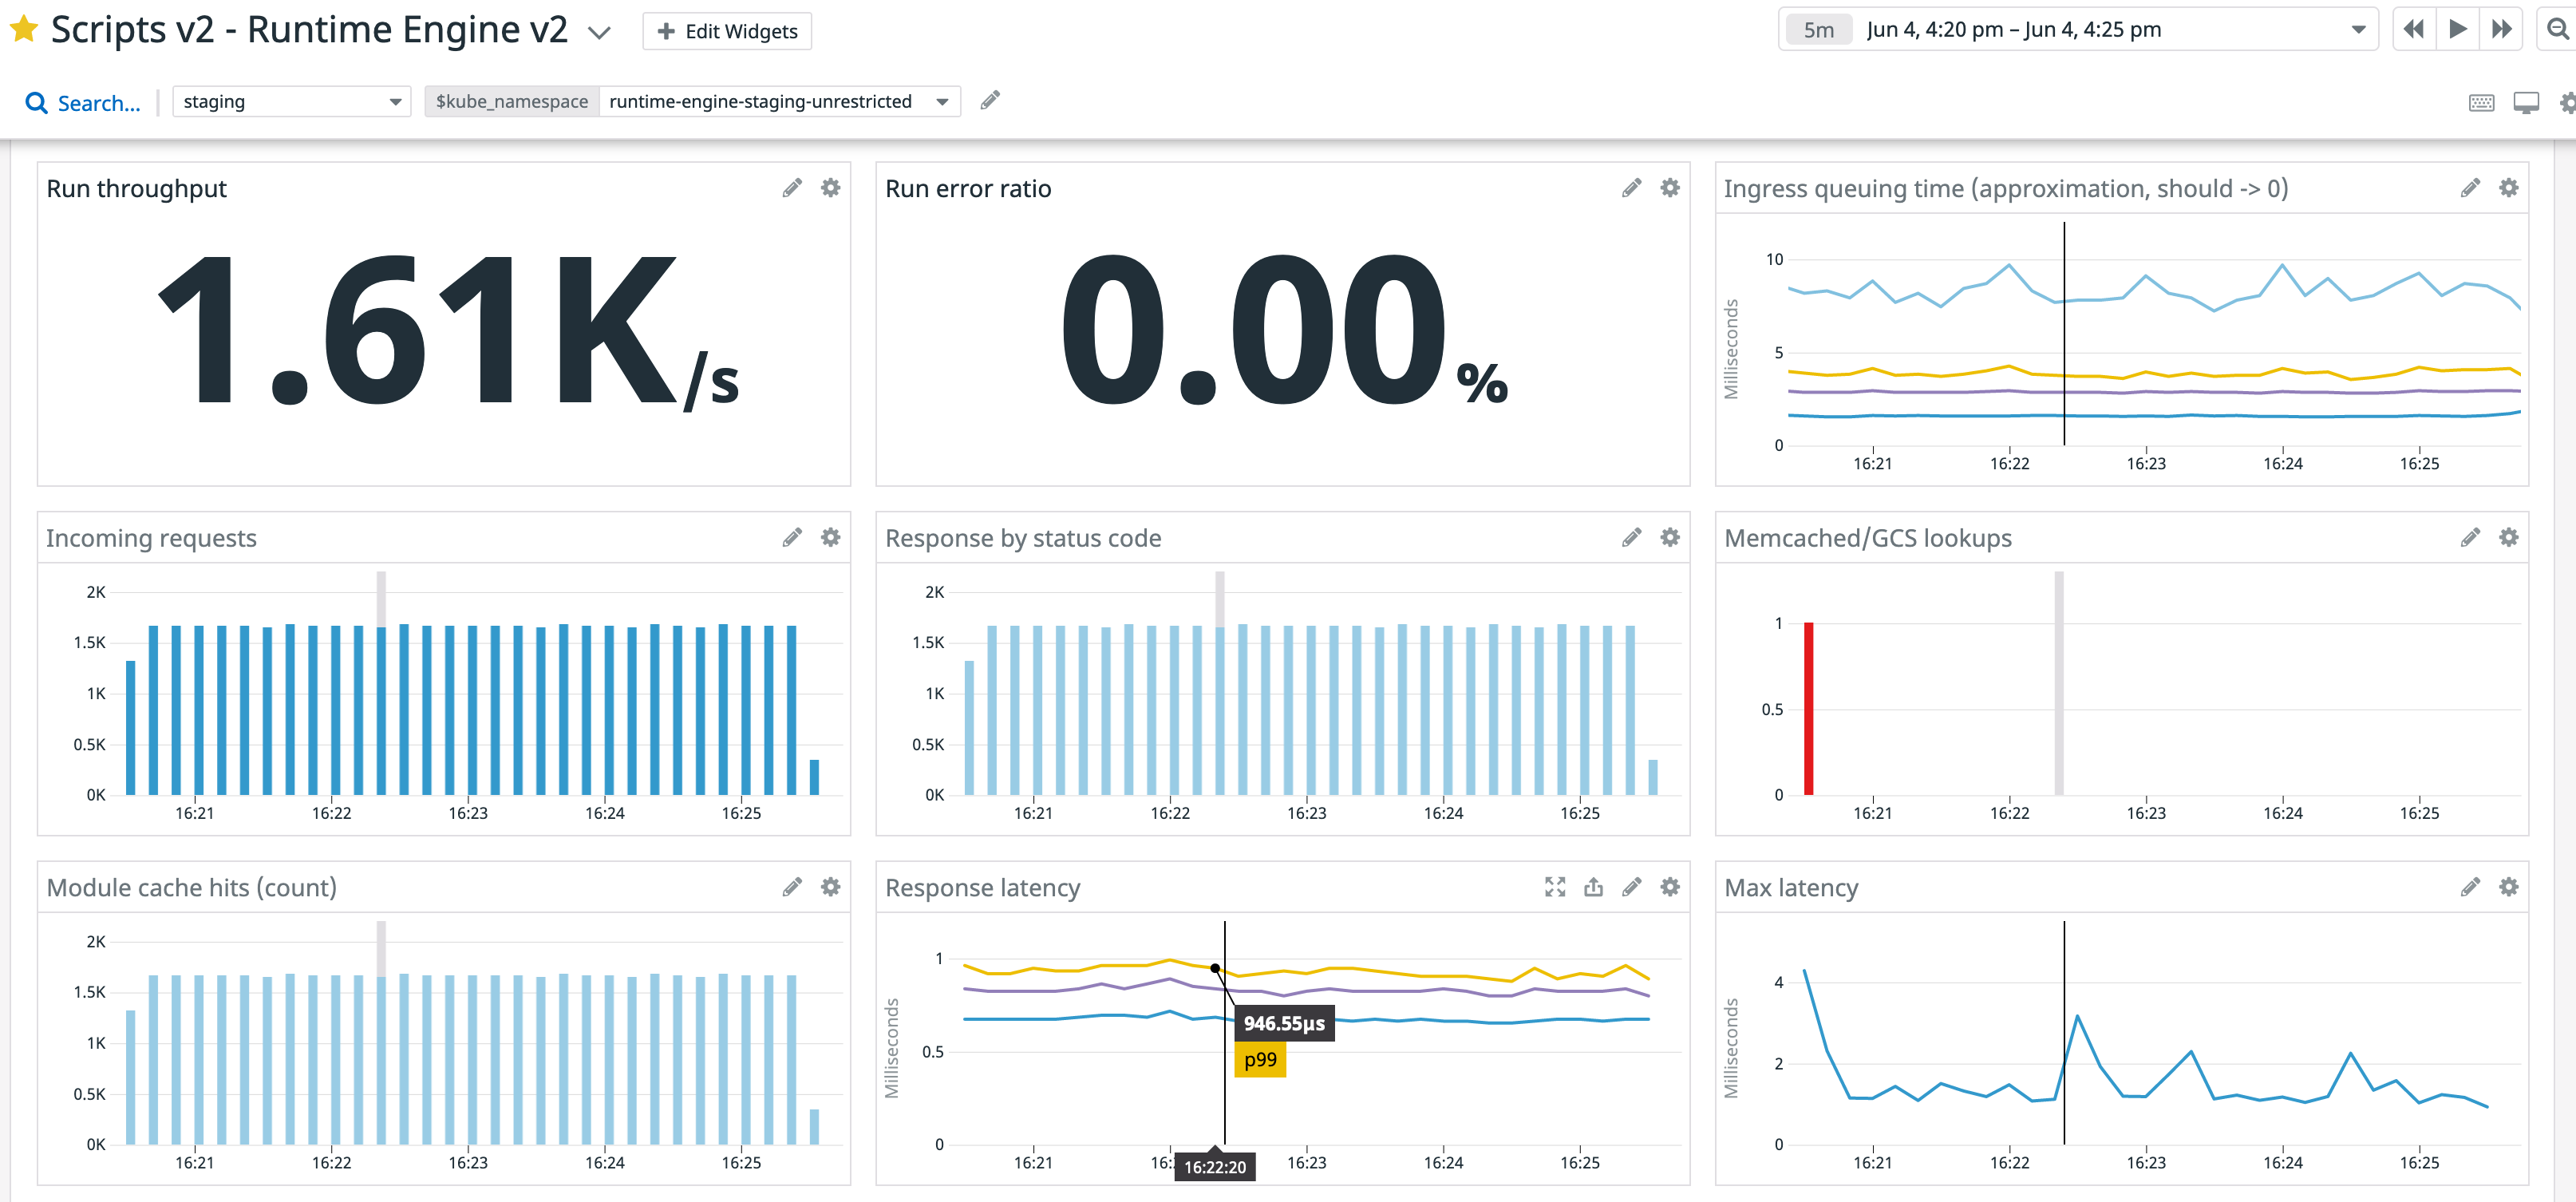 Scripts v2 - Runtime Engine v2
Edit Widgets
5m Jun 4, 4:20 pm – Jun 4, 4:25 pm
Search...
staging
$kube_namespace runtime-engine-staging-unrestricted
Run throughput
1.61K/s
Run error ratio
0.00%
Ingress queuing time (approximation, should -> 0)
Milliseconds
10
5
0
16:21 16:22 16:23 16:24 16:25
Incoming requests
2K
1.5K
1K
0.5K
0K
16:21 16:22 16:23 16:24 16:25
Response by status code
2K
1.5K
1K
0.5K
0K
16:21 16:22 16:23 16:24 16:25
Memcached/GCS lookups
1
0.5
0
16:21 16:22 16:23 16:24 16:25
Module cache hits (count)
2K
1.5K
1K
0.5K
0K
16:21 16:22 16:23 16:24 16:25
Response latency
Milliseconds
1
0.5
0
946.55µs
p99
16:21 16: 16:22:20 16:23 16:24 16:25
Max latency
Milliseconds
4
2
0
16:21 16:22 16:23 16:24 16:25